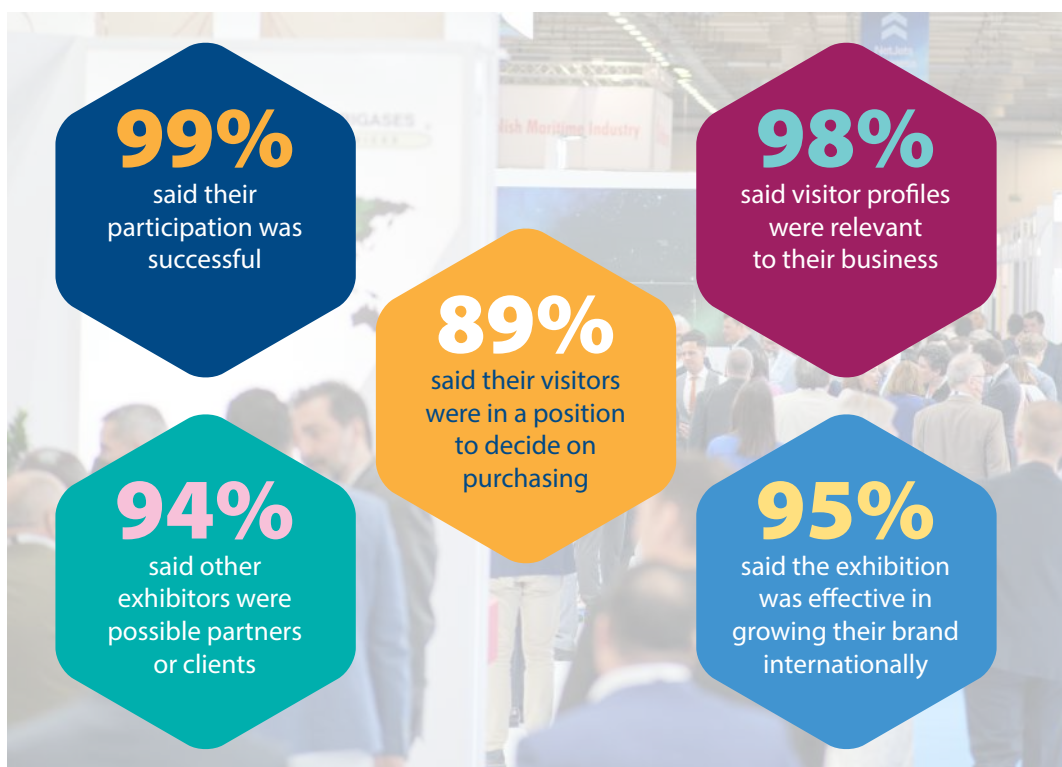 99%
said their
participation was
successful
98%
said visitor profiles
were relevant
to their business
89%
said their visitors
were in a position
to decide on
purchasing
94%
said other
exhibitors were
possible partners
or clients
95%
said the exhibition
was effective in
growing their brand
internationally
Maritime Industry